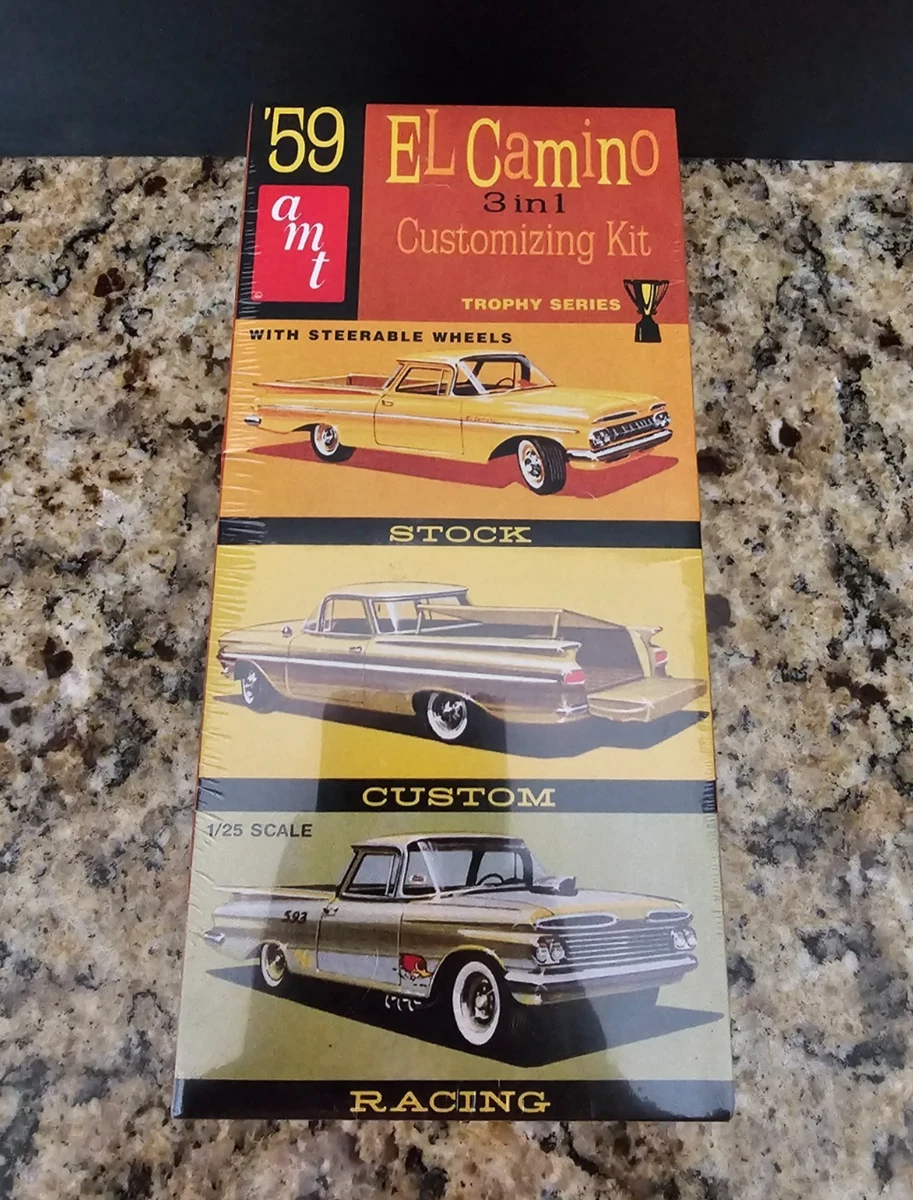 '59
EL Camino
3 in 1
Customizing Kit
amt
TROPHY SERIES
WITH STEERABLE WHEELS
STOCK
CUSTOM
1/25 SCALE
593
RACING